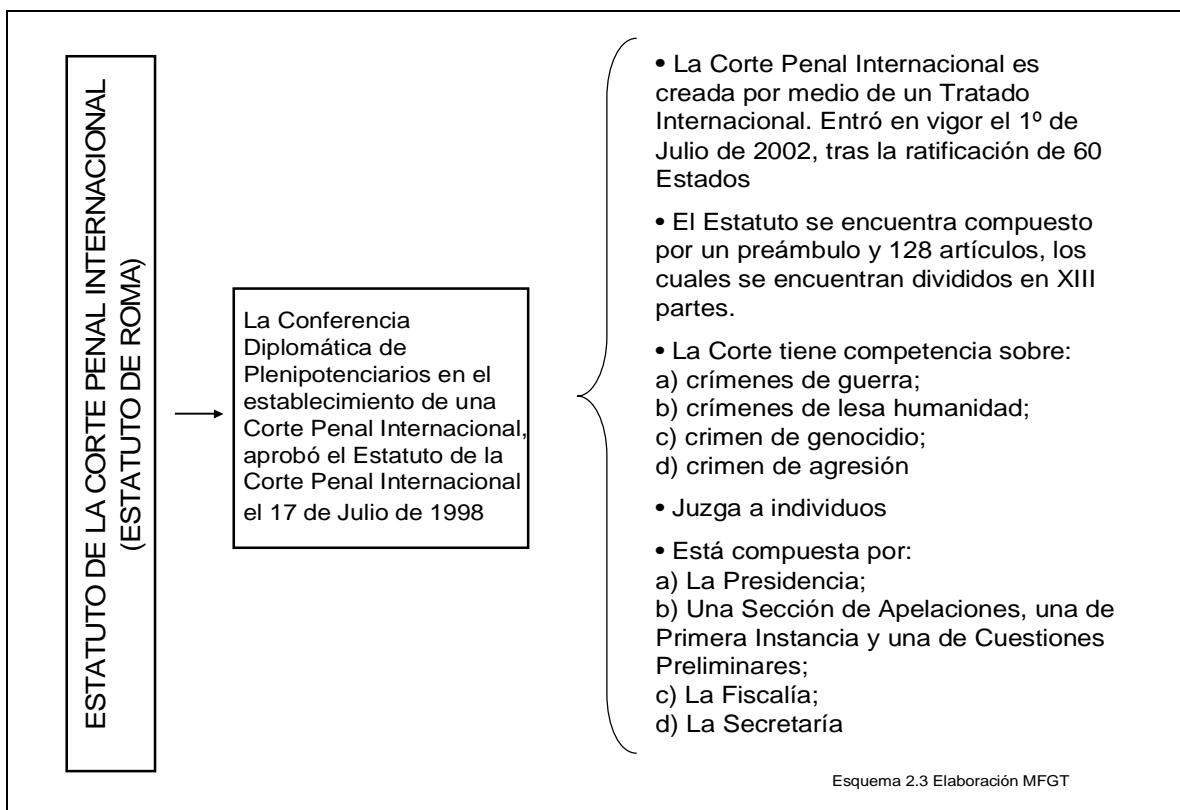 ESTATUTO DE LA CORTE PENAL INTERNACIONAL
(ESTATUTO DE ROMA)
La Conferencia
Diplomática de
Plenipotenciarios en el
establecimiento de una
Corte Penal Internacional,
aprobó el Estatuto de la
Corte Penal Internacional
el 17 de Julio de 1998
• La Corte Penal Internacional es
creada por medio de un Tratado
Internacional. Entró en vigor el 1º de
Julio de 2002, tras la ratificación de 60
Estados
• El Estatuto se encuentra compuesto
por un preámbulo y 128 artículos, los
cuales se encuentran divididos en XIII
partes.
• La Corte tiene competencia sobre:
a) crímenes de guerra;
b) crímenes de lesa humanidad;
c) crimen de genocidio;
d) crimen de agresión
• Juzga a individuos
• Está compuesta por:
a) La Presidencia;
b) Una Sección de Apelaciones, una de
Primera Instancia y una de Cuestiones
Preliminares;
c) La Fiscalía;
d) La Secretaría
Esquema 2.3 Elaboración MFGT